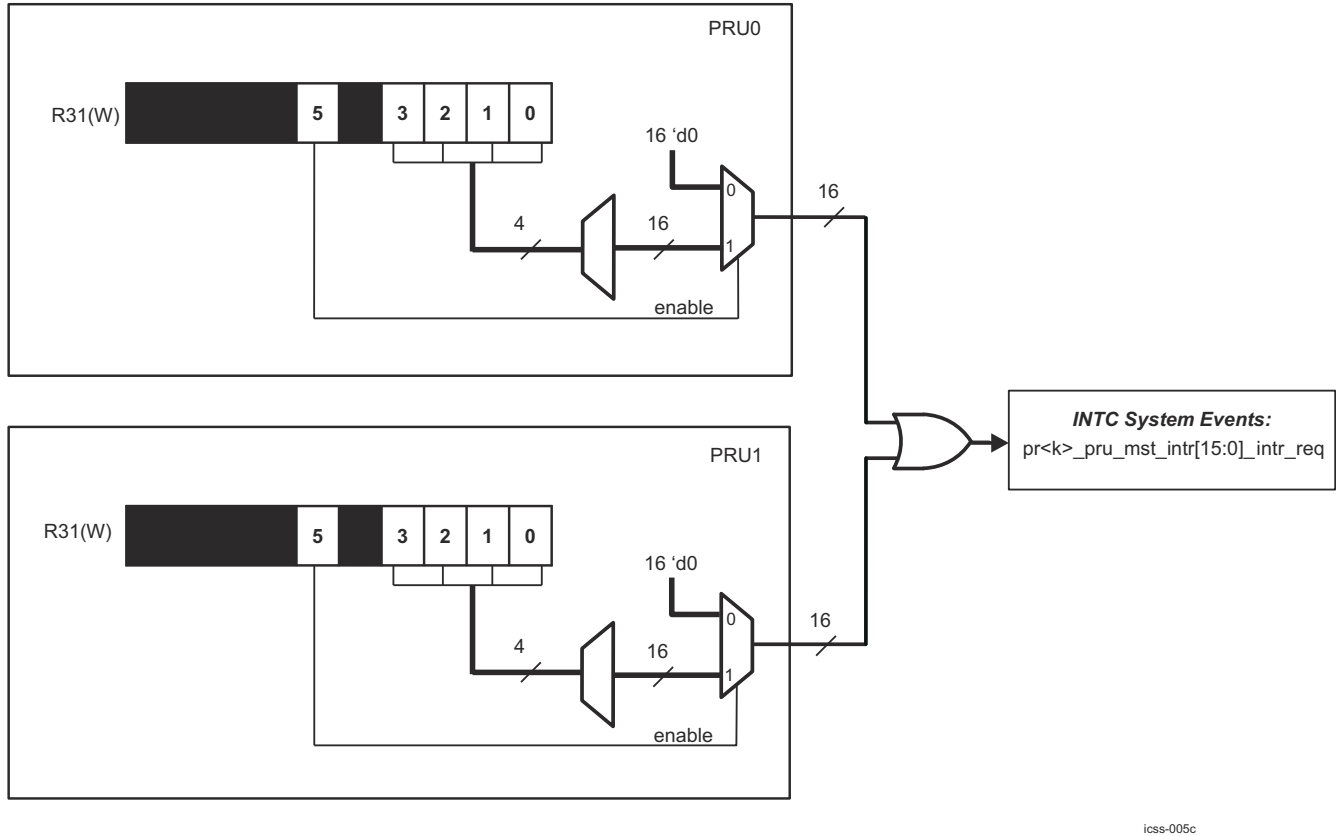 PRU0
R31(W)
5 3 2 1 0
16 ‘d0
0
16
4
16
1
enable
INTC System Events:
pr<k>_pru_mst_intr[15:0]_intr_req
PRU1
R31(W)
5 3 2 1 0
16 ‘d0
0
16
4
16
1
enable
icss-005c